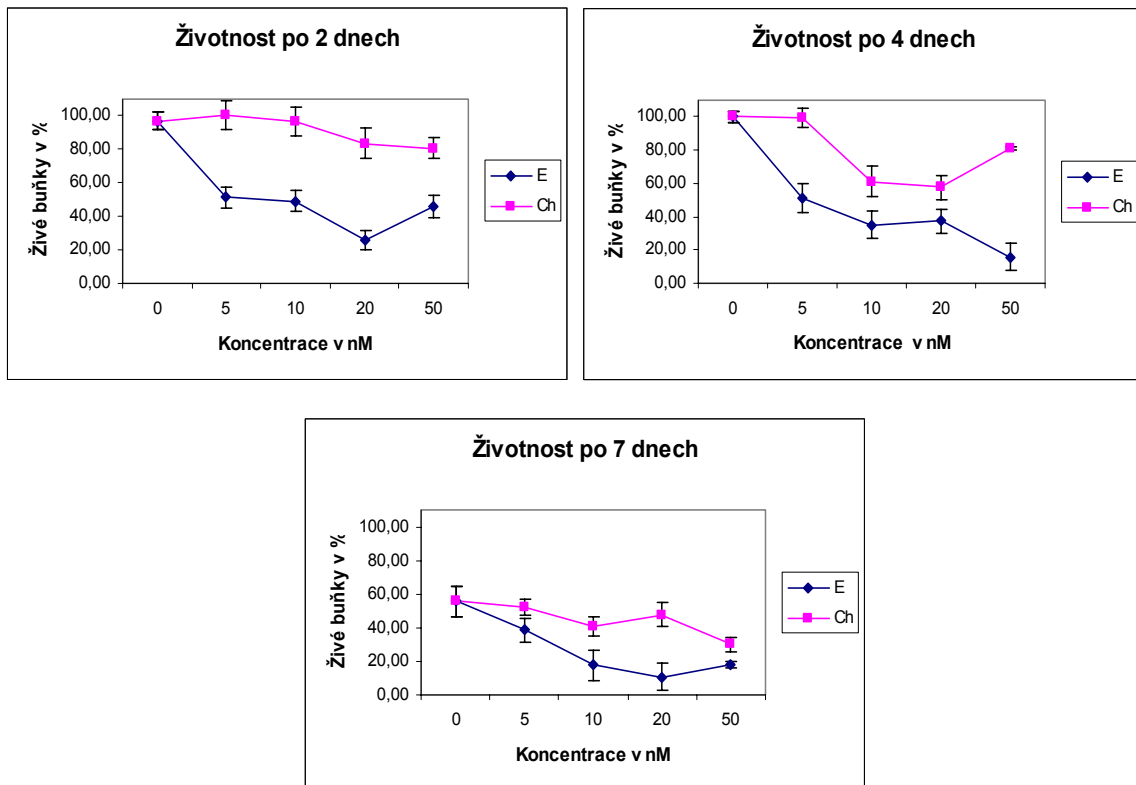 Životnost po 2 dnech
Živé buňky v %
100,00
80,00
60,00
40,00
20,00
0,00
0 5 10 20 50
Koncentrace v nM
E
Ch
Životnost po 4 dnech
Živé buňky v %
100,00
80,00
60,00
40,00
20,00
0,00
0 5 10 20 50
Koncentrace v nM
E
Ch
Životnost po 7 dnech
Živé buňky v %
100,00
80,00
60,00
40,00
20,00
0,00
0 5 10 20 50
Koncentrace v nM
E
Ch